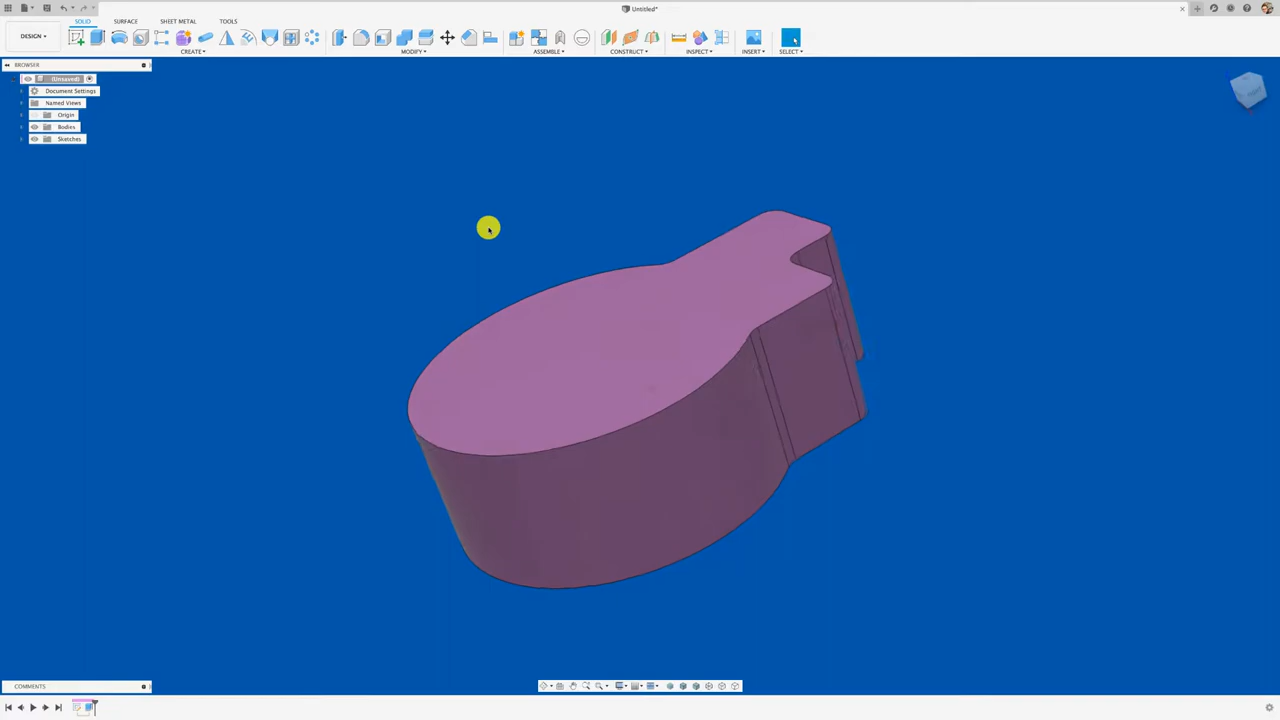 Untitled*
SOLID SURFACE SHEET METAL TOOLS
DESIGN
CREATE MODIFY ASSEMBLE CONSTRUCT INSPECT INSERT SELECT
BROWSER
(Unsaved)
Document Settings
Named Views
Origin
Bodies
Sketches
COMMENTS